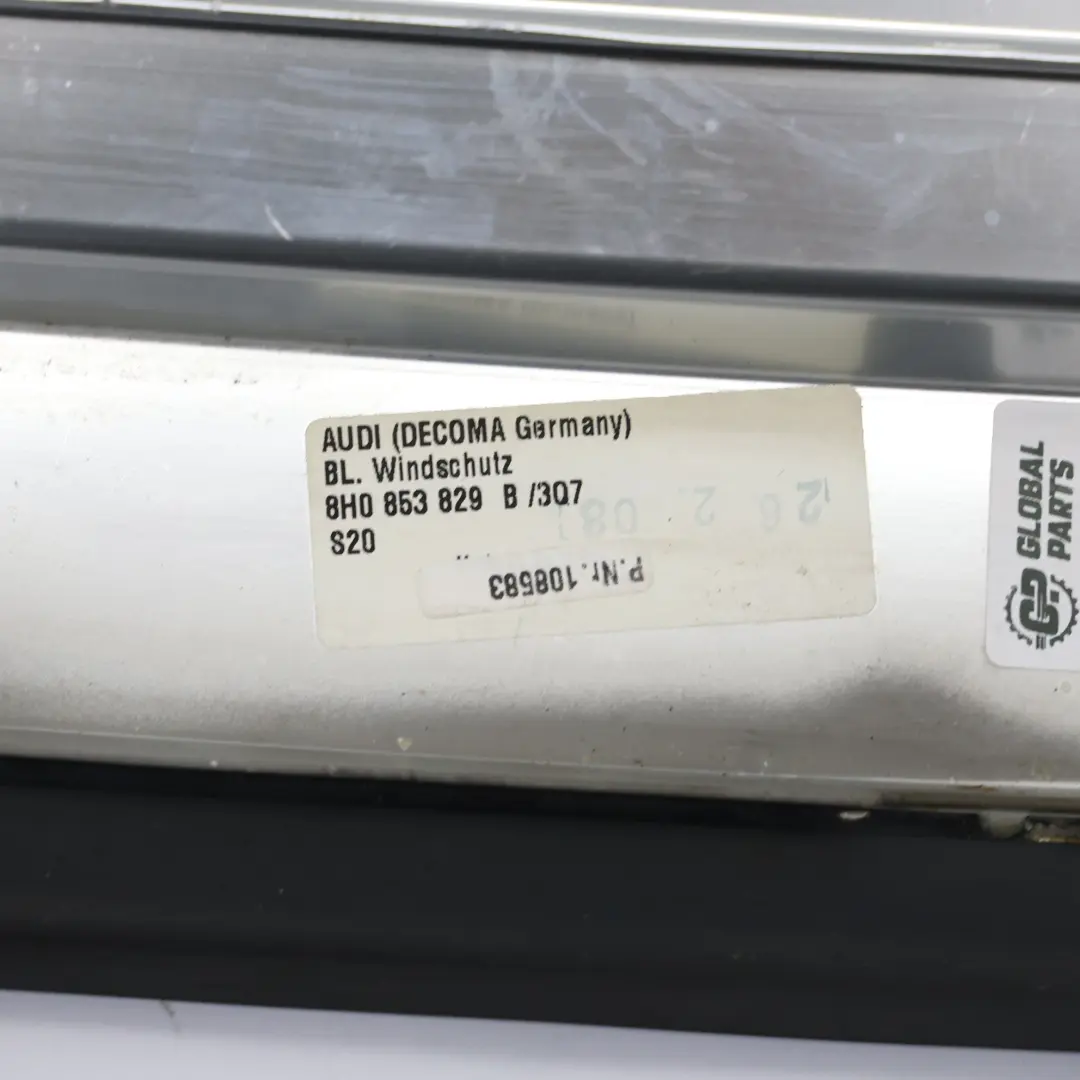 AUDI (DECOMA Germany)
BL. Windschutz
8H0 853 829 B /3Q7
S20
P.Nr. 108583
GLOBAL
PARTS